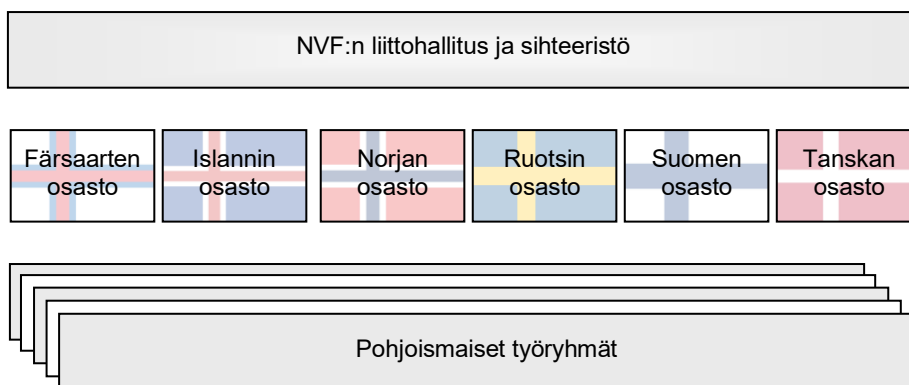 NVF:n liittohallitus ja sihteeristö
Färsaarten
osasto
Islannin
osasto
Norjan
osasto
Ruotsin
osasto
Suomen
osasto
Tanskan
osasto
Pohjoismaiset työryhmät